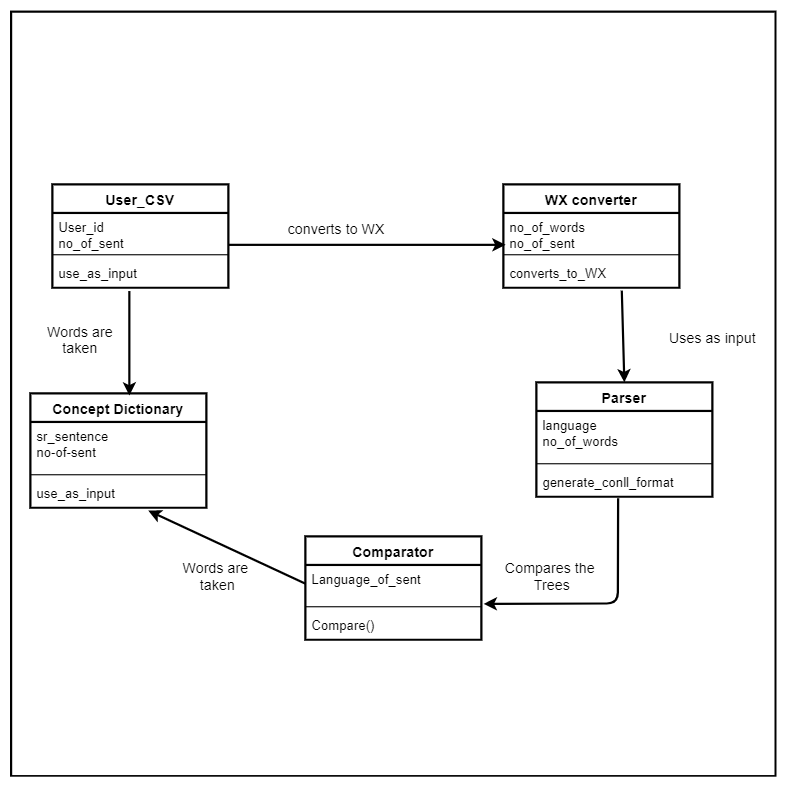 User_CSV
User_id
no_of_sent
use_as_input
converts to WX
WX converter
no_of_words
no_of_sent
converts_to_WX
Words are
taken
Uses as input
Concept Dictionary
sr_sentence
no-of-sent
use_as_input
Parser
language
no_of_words
generate_conll_format
Words are
taken
Comparator
Language_of_sent
Compare()
Compares the
Trees